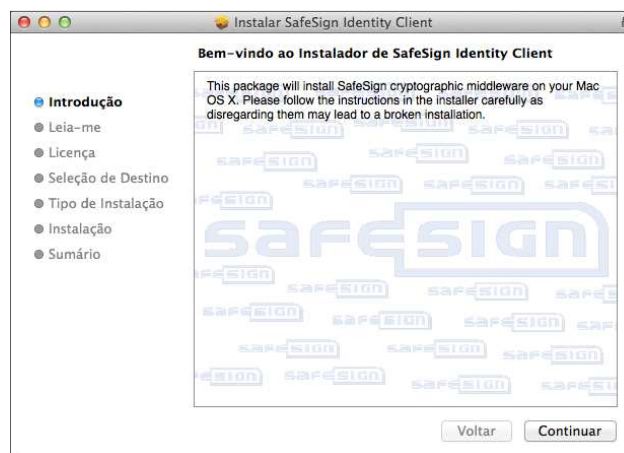 Instalar SafeSign Identity Client
Bem-vindo ao Instalador de SafeSign Identity Client
Introdução
Leia-me
Licença
Seleção de Destino
Tipo de Instalação
Instalação
Sumário
This package will install SafeSign cryptographic middleware on your Mac
OS X. Please follow the instructions in the installer carefully as
disregarding them may lead to a broken installation.
safesign
Voltar
Continuar